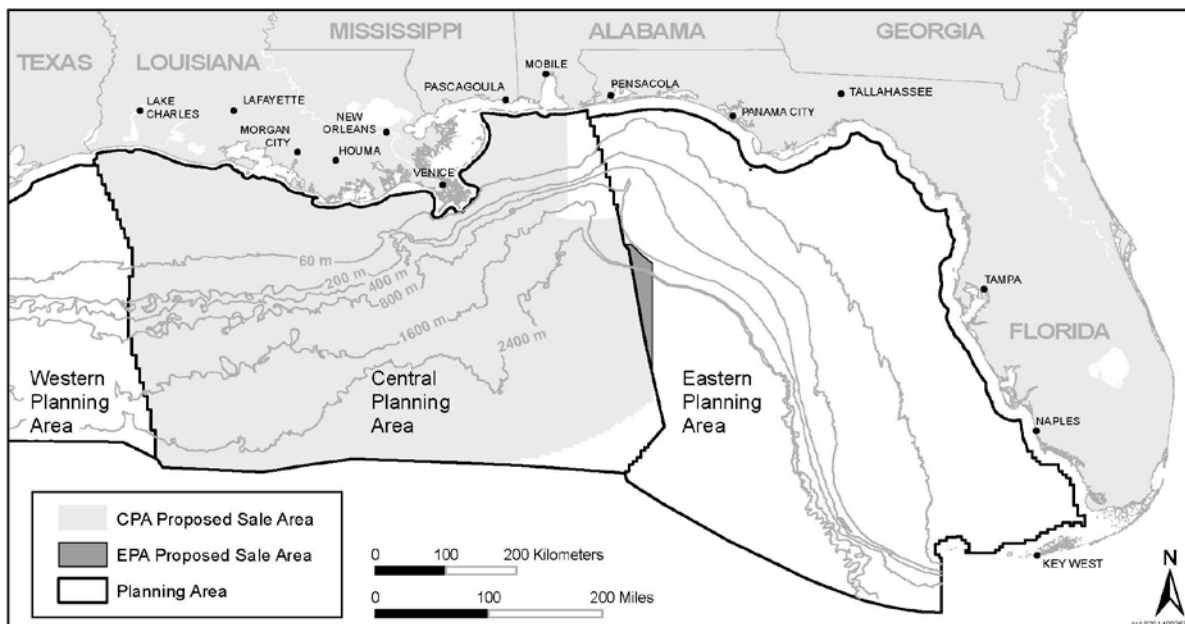 MISSISSIPPI
ALABAMA
GEORGIA
TEXAS
LOUISIANA
MOBILE
PASCAGOULA
PENSACOLA
TALLAHASSEE
LAKE
CHARLES
LAFAYETTE
PANAMA CITY
NEW
ORLEANS
MORGAN
CITY
HOUMA
VENICE
60 m
200 m
400 m
800 m
1600 m
2400 m
TAMPA
FLORIDA
Western
Planning
Area
Central
Planning
Area
Eastern
Planning
Area
NAPLES
CPA Proposed Sale Area
EPA Proposed Sale Area
Planning Area
0 100 200 Kilometers
0 100 200 Miles
KEY WEST
N